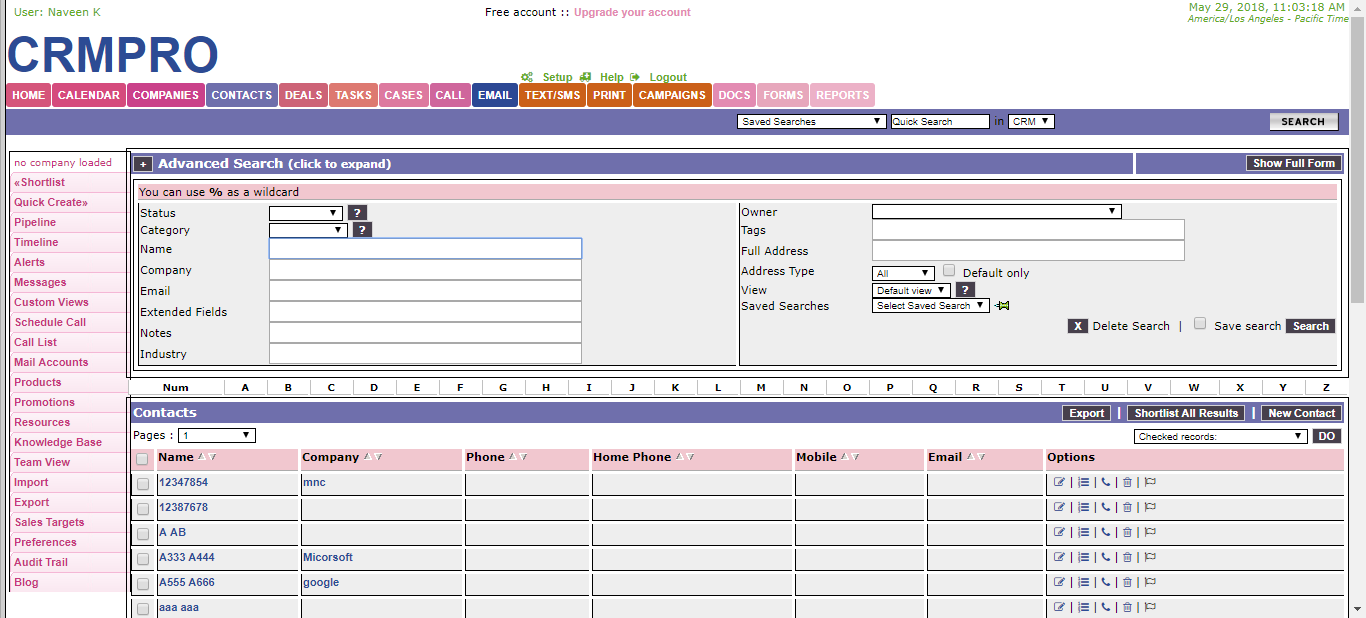 User: Naveen K
Free account :: Upgrade your account
May 29, 2018, 11:03:18 AM
America/Los Angeles - Pacific Time
CRMPRO
Setup Help Logout
HOME CALENDAR COMPANIES CONTACTS DEALS TASKS CASES CALL EMAIL TEXT/SMS PRINT CAMPAIGNS DOCS FORMS REPORTS
Saved Searches Quick Search in CRM SEARCH
no company loaded
«Shortlist
Quick Create»
Pipeline
Timeline
Alerts
Messages
Custom Views
Schedule Call
Call List
Mail Accounts
Products
Promotions
Resources
Knowledge Base
Team View
Import
Export
Sales Targets
Preferences
Audit Trail
Blog
+ Advanced Search (click to expand) Show Full Form
You can use % as a wildcard
Status ?
Category ?
Name
Company
Email
Extended Fields
Notes
Industry
Owner
Tags
Full Address
Address Type All Default only
View Default view ?
Saved Searches Select Saved Search
X Delete Search | Save search Search
Num A B C D E F G H I J K L M N O P Q R S T U V W X Y Z
Contacts Export | Shortlist All Results | New Contact
Pages : 1 Checked records: DO
Name Company Phone Home Phone Mobile Email Options
12347854 mnc | | | |
12387678 | | | |
A AB | | | |
A333 A444 Micorsoft | | | |
A555 A666 google | | | |
aaa aaa | | | |